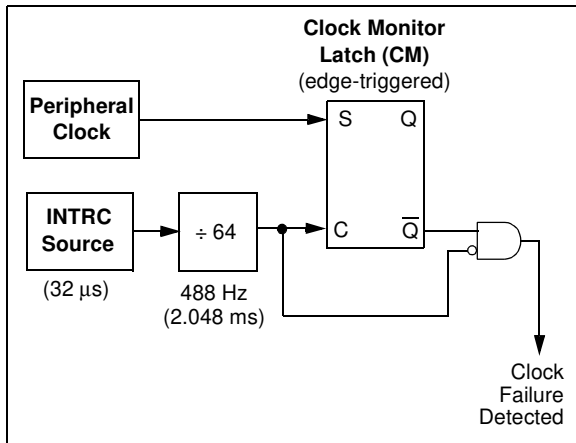 Clock Monitor
Latch (CM)
(edge-triggered)
Peripheral
Clock
S
Q
INTRC
Source
÷ 64
C
Q̅
(32 μs)
488 Hz
(2.048 ms)
Clock
Failure
Detected